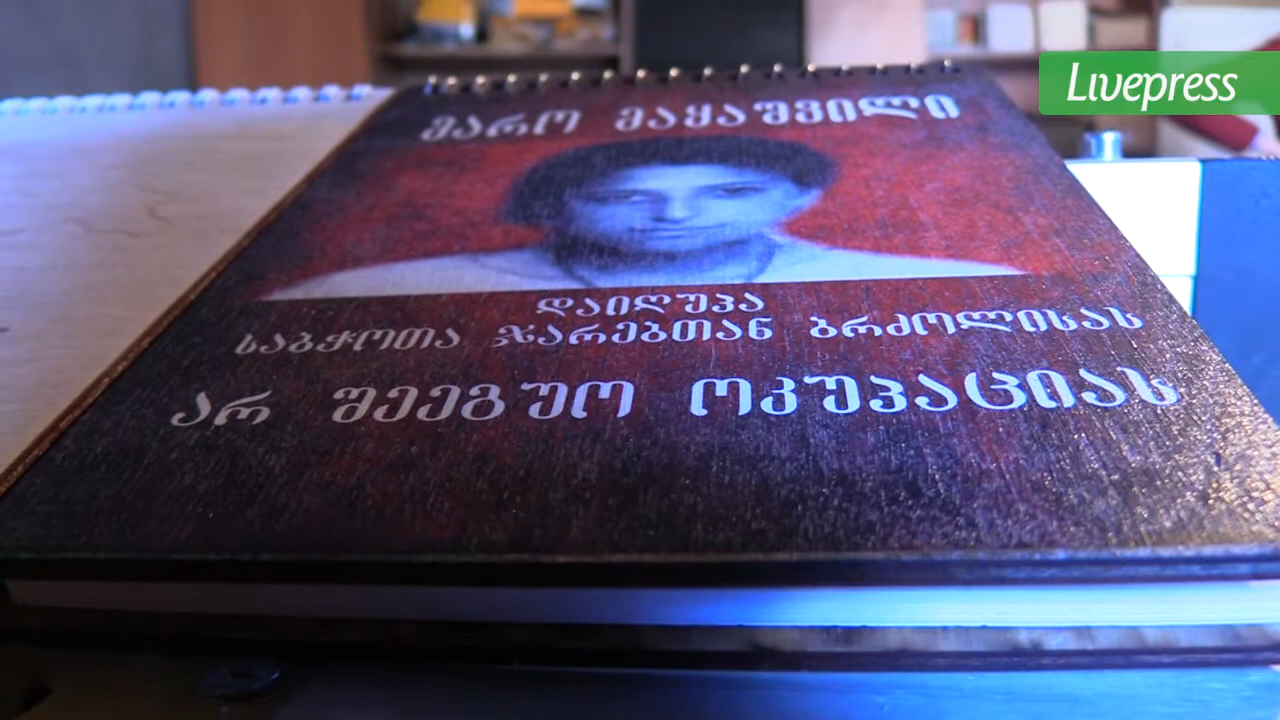 Livepress
მარო მაყაშვილი
დაიღუპა
საბჭოთა ჯარებთან ბრძოლისას
არ შეეგუო ოკუპაციას